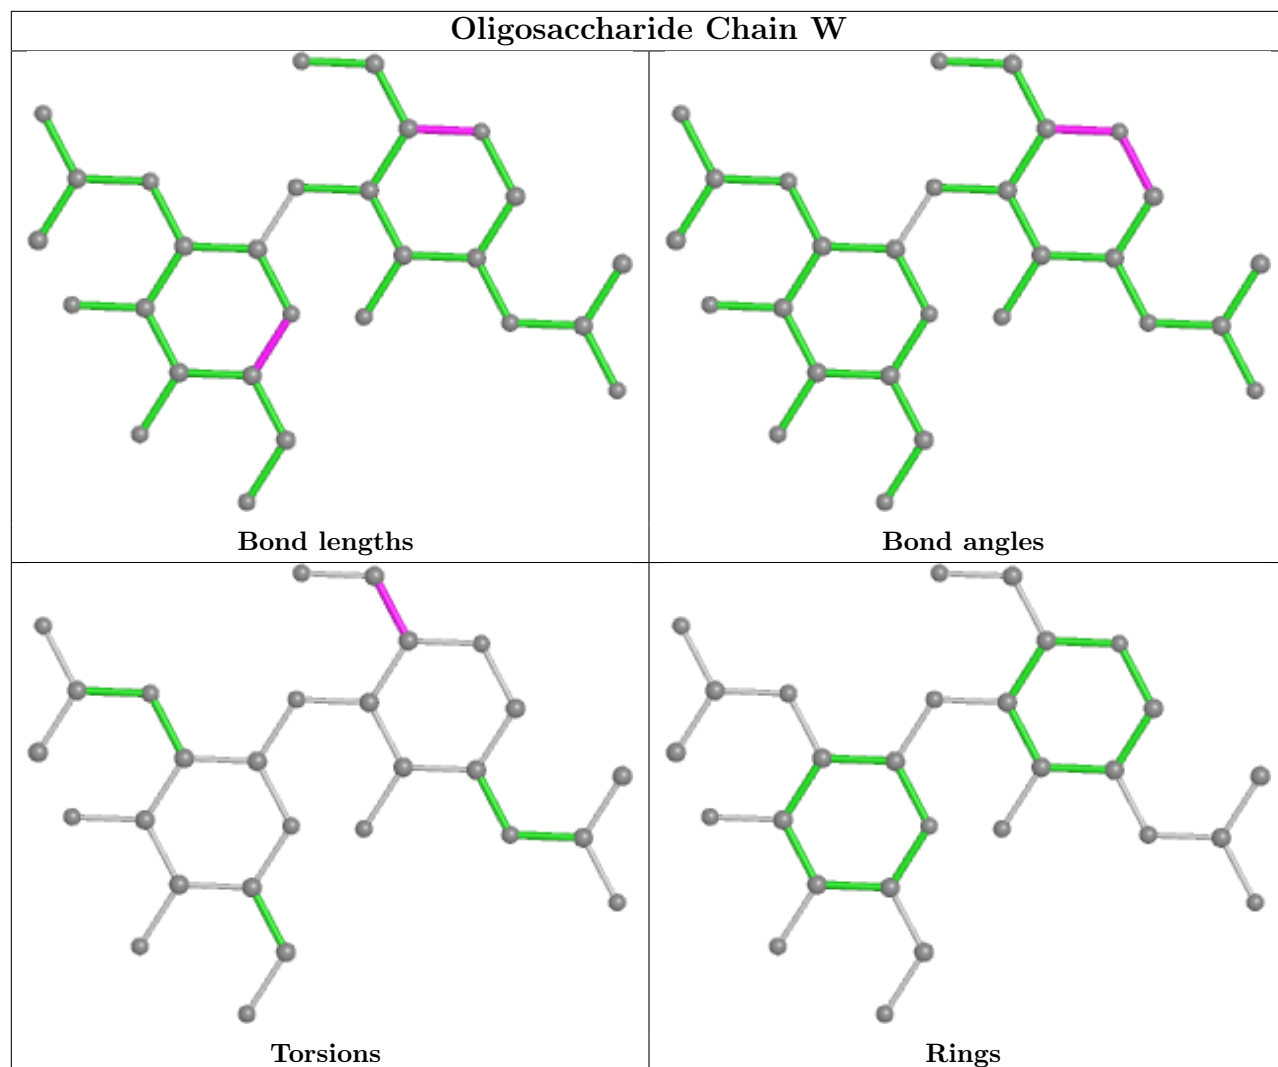 Oligosaccharide Chain W
Bond lengths
Bond angles
Torsions
Rings